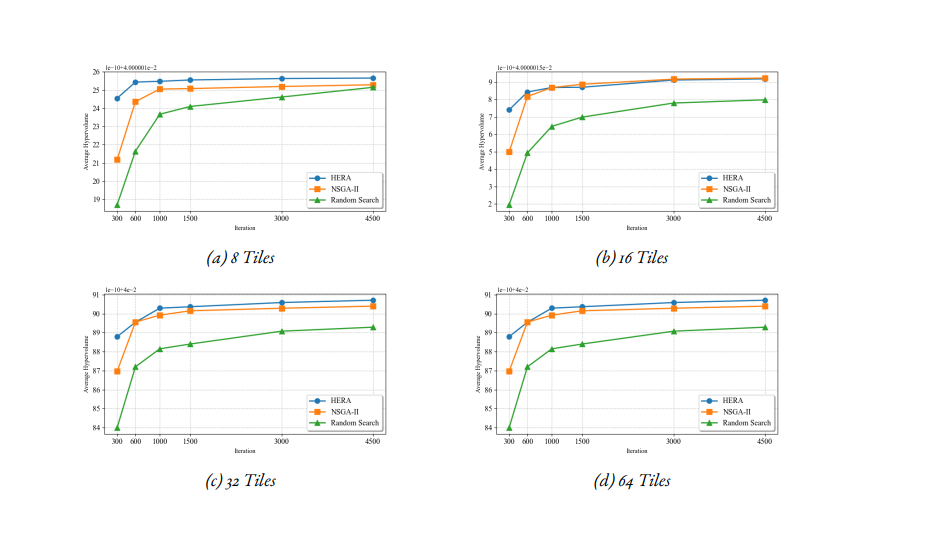 1e−10+4.000001e−2
26
25
24
23
22
21
20
19
Average Hypervolume
300 600 1000 1500 3000 4500
Iteration
HERA
NSGA-II
Random Search
(a) 8 Tiles
1e−10+4.0000015e−2
9
8
7
6
5
4
3
2
Average Hypervolume
300 600 1000 1500 3000 4500
Iteration
HERA
NSGA-II
Random Search
(b) 16 Tiles
1e−10+4e−2
91
90
89
88
87
86
85
84
Average Hypervolume
300 600 1000 1500 3000 4500
Iteration
HERA
NSGA-II
Random Search
(c) 32 Tiles
1e−10+4e−2
91
90
89
88
87
86
85
84
Average Hypervolume
300 600 1000 1500 3000 4500
Iteration
HERA
NSGA-II
Random Search
(d) 64 Tiles